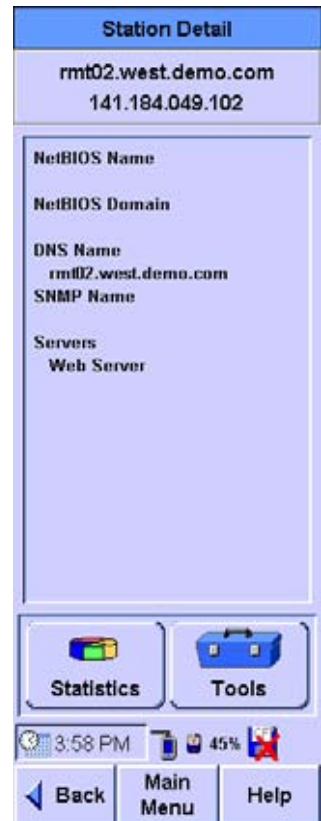 Station Detail
rmt02.west.demo.com
141.184.049.102
NetBIOS Name
NetBIOS Domain
DNS Name
rmt02.west.demo.com
SNMP Name
Servers
Web Server
Statistics
Tools
3:58 PM
45%
Back
Main
Menu
Help